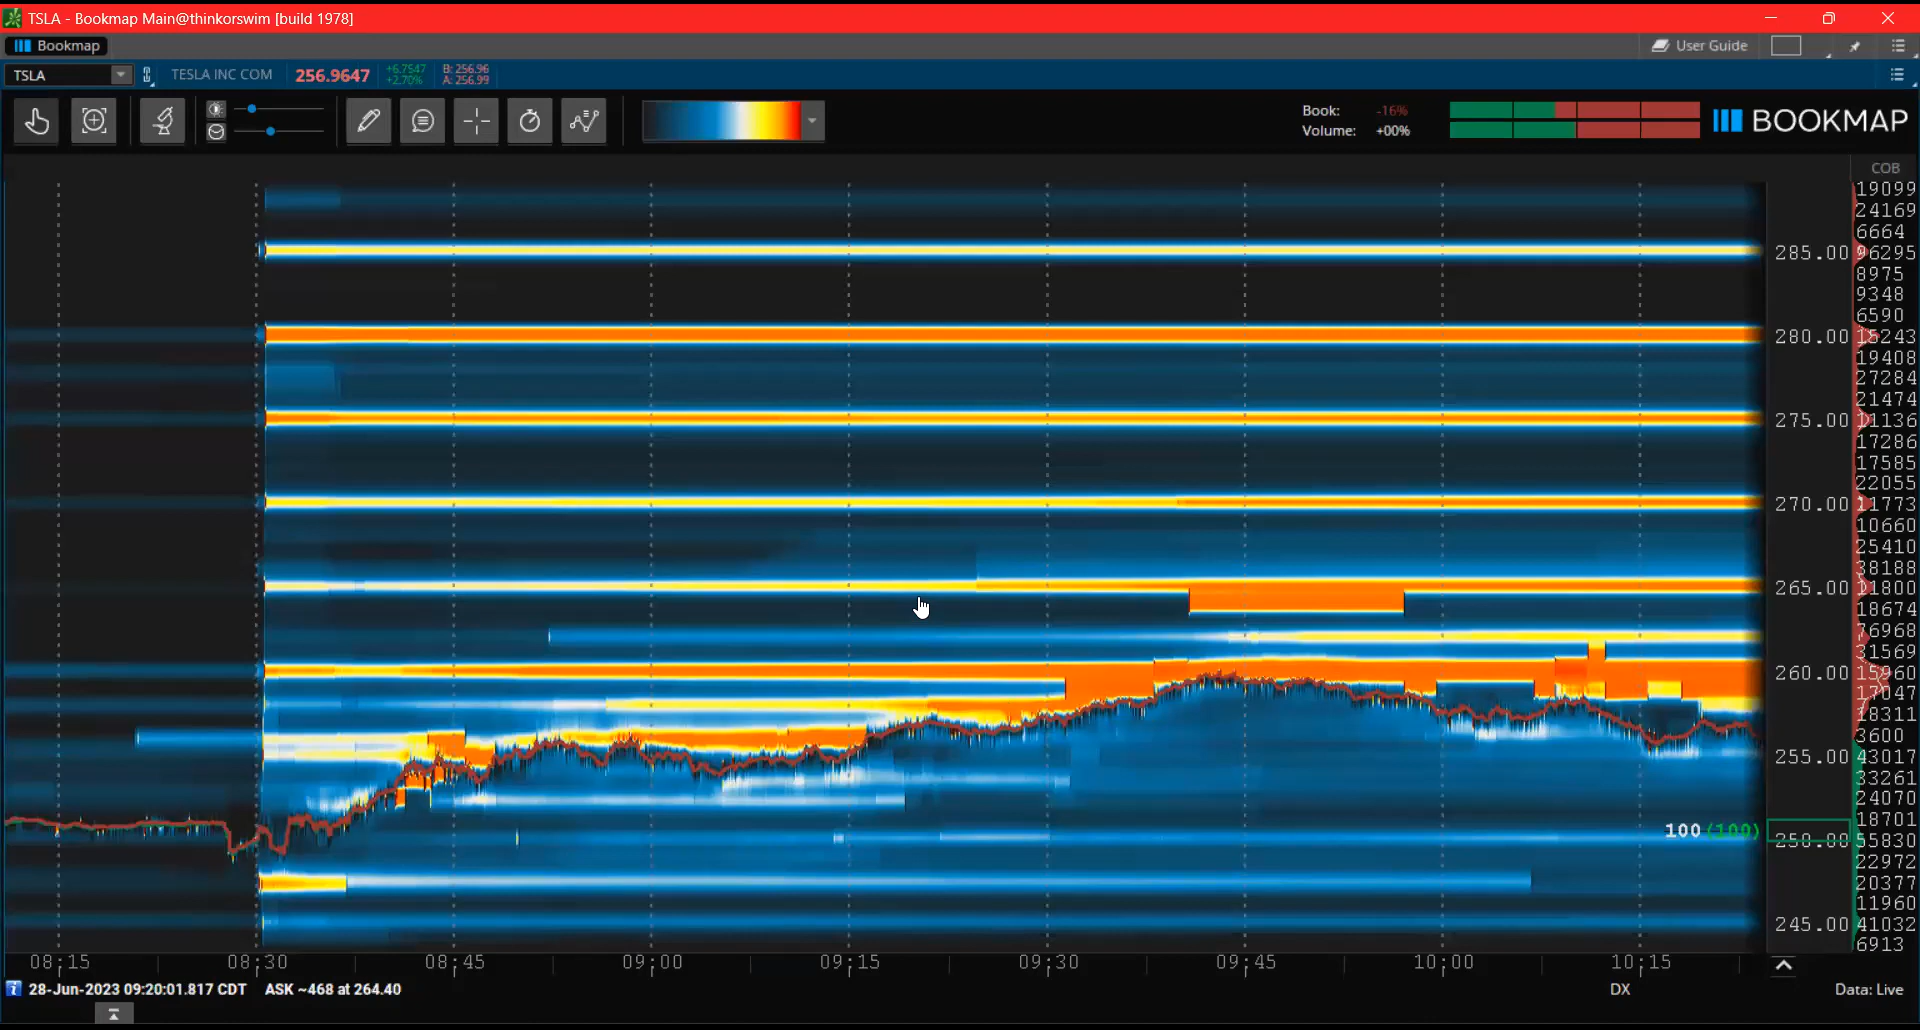 TSLA - Bookmap Main@thinkorswim [build 1978]
Bookmap
User Guide
TSLA
TESLA INC COM
256.9647
+6.7547
+2.70%
B: 256.96
A: 256.99
Book: -16%
Volume: +00%
BOOKMAP
COB
19099
24169
6664
285.00 96295
8975
9348
6590
280.00
19408
27284
21474
275.00
17286
17585
22055
270.00
10660
25410
38188
265.00
18674
76968
31569
260.00 15960
17047
18311
3600
255.00 43017
33261
24070
18701
100 (100)
250.00 55830
22972
20377
11960
245.00 41032
6913
08:15 08:30 08:45 09:00 09:15 09:30 09:45 10:00 10:15
28-Jun-2023 09:20:01.817 CDT ASK ~468 at 264.40
DX
Data: Live